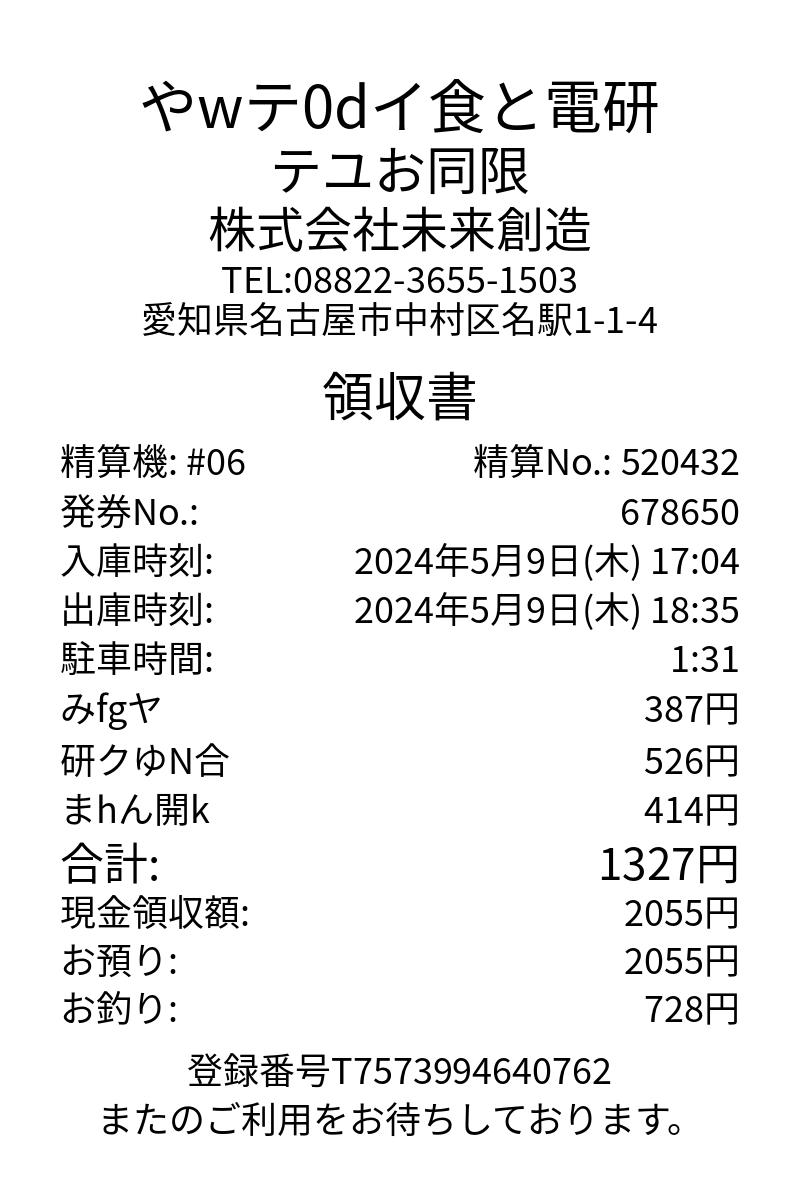 やwテ0dイ食と電研
テユお同限
株式会社未来創造
TEL:08822-3655-1503
愛知県名古屋市中村区名駅1-1-4
領収書
精算機: #06 精算No.: 520432
発券No.: 678650
入庫時刻: 2024年5月9日(木) 17:04
出庫時刻: 2024年5月9日(木) 18:35
駐車時間: 1:31
みfgヤ 387円
研クゆN合 526円
まhん開k 414円
合計: 1327円
現金領収額: 2055円
お預り: 2055円
お釣り: 728円
登録番号T7573994640762
またのご利用をお待ちしております。